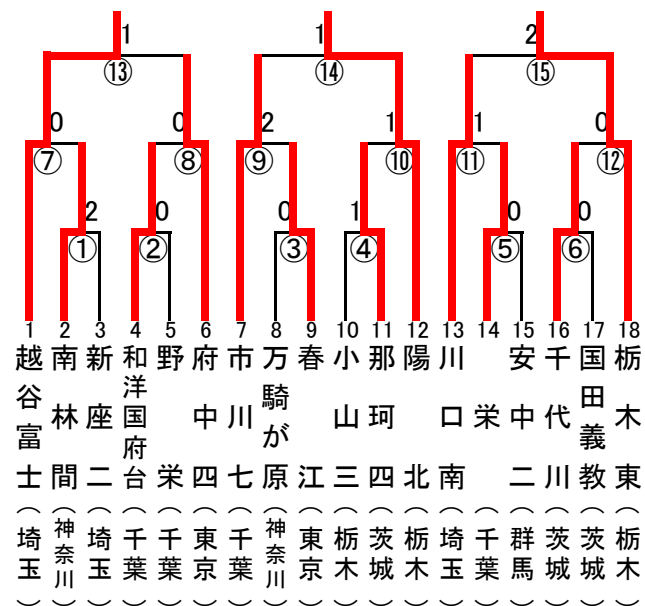 1 1 2
⑬ ⑭ ⑮
0 0 2 1 1 0
⑦ ⑧ ⑨ ⑩ ⑪ ⑫
2 0 0 1 0 0
① ② ③ ④ ⑤ ⑥
1 2 3 4 5 6 7 8 9 10 11 12 13 14 15 16 17 18
越谷富士(埼玉)
南林間(神奈川)
新座二(埼玉)
和洋国府台(千葉)
野栄(千葉)
府中四(東京)
市川七(千葉)
万騎が原(神奈川)
春江(東京)
小山三(栃木)
那珂四(茨城)
陽北(栃木)
川口南(埼玉)
栄(千葉)
安中二(群馬)
千代川(茨城)
国田義教(茨城)
栃木東(栃木)